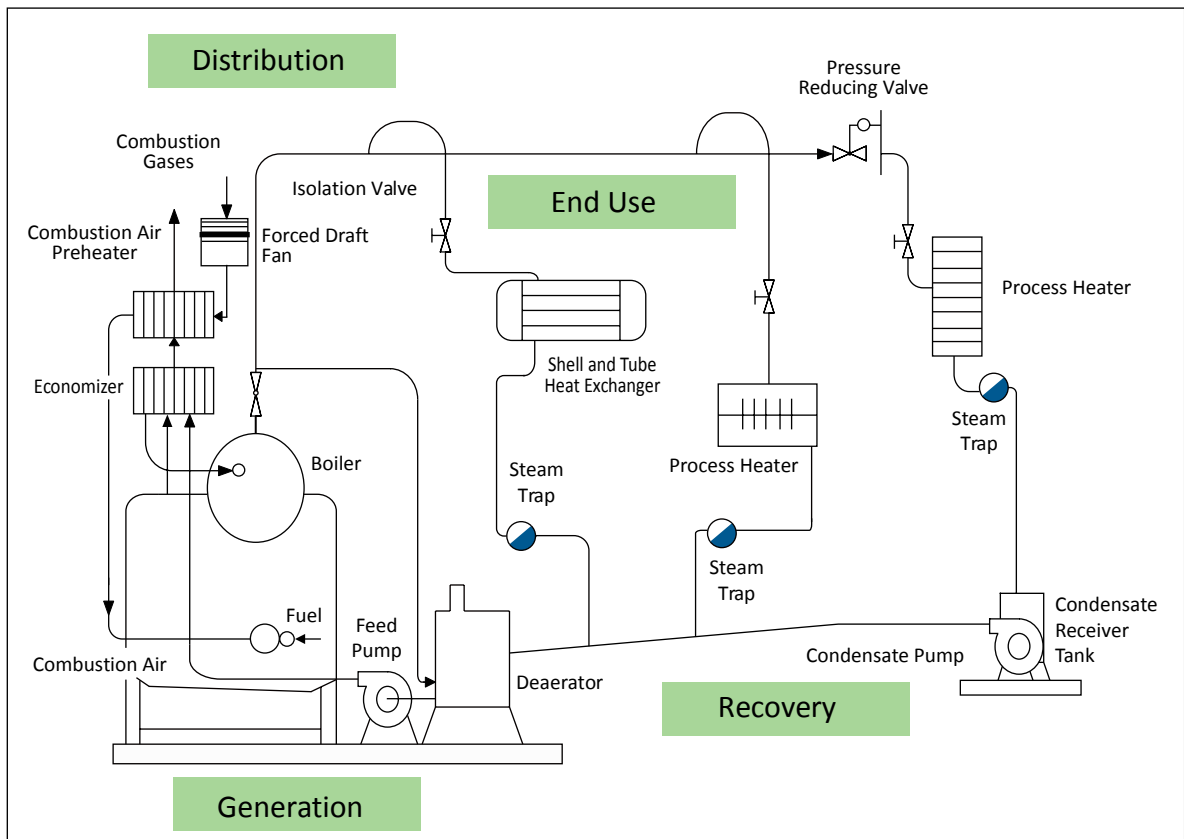 Distribution
Pressure
Reducing Valve
Combustion
Gases
Isolation Valve
End Use
Combustion Air
Preheater
Forced Draft
Fan
Process Heater
Economizer
Shell and Tube
Heat Exchanger
Steam
Trap
Boiler
Process Heater
Steam
Trap
Steam
Trap
Fuel
Feed
Pump
Condensate
Receiver
Tank
Combustion Air
Condensate Pump
Deaerator
Recovery
Generation